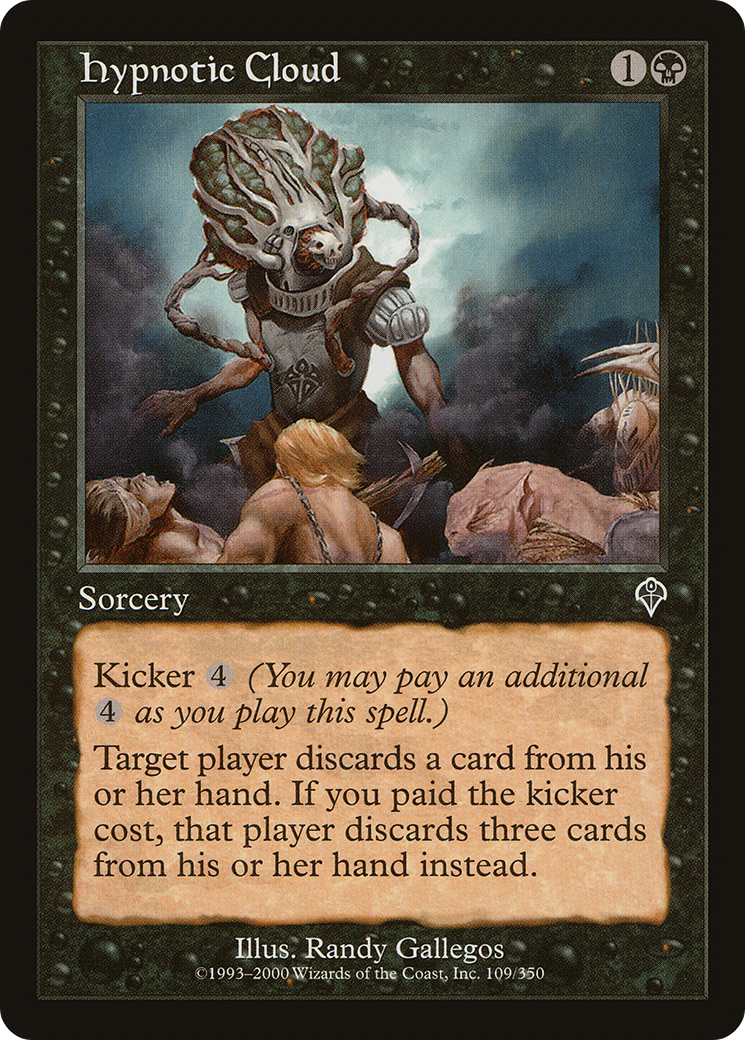 Hypnotic Cloud 1
Sorcery
Kicker 4 (You may pay an additional
4 as you play this spell.)
Target player discards a card from his
or her hand. If you paid the kicker
cost, that player discards three cards
from his or her hand instead.
Illus. Randy Gallegos
©1993–2000 Wizards of the Coast, Inc. 109/350